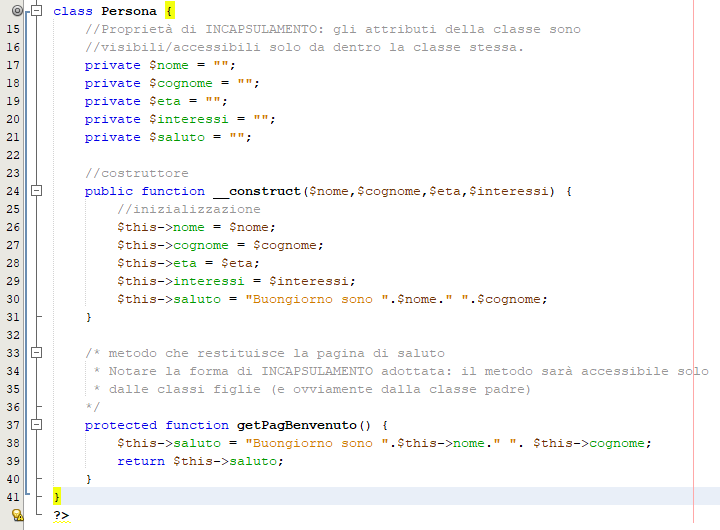 class Persona {
15 //Proprietà di INCAPSULAMENTO: gli attributi della classe sono
16 //visibili/accessibili solo da dentro la classe stessa.
17 private $nome = "";
18 private $cognome = "";
19 private $eta = "";
20 private $interessi = "";
21 private $saluto = "";
22
23 //costruttore
24 public function __construct($nome,$cognome,$eta,$interessi) {
25 //inizializzazione
26 $this->nome = $nome;
27 $this->cognome = $cognome;
28 $this->eta = $eta;
29 $this->interessi = $interessi;
30 $this->saluto = "Buongiorno sono ".$nome." ".$cognome;
31 }
32
33 /* metodo che restituisce la pagina di saluto
34 * Notare la forma di INCAPSULAMENTO adottata: il metodo sarà accessibile solo
35 * dalle classi figlie (e ovviamente dalla classe padre)
36 */
37 protected function getPagBenvenuto() {
38 $this->saluto = "Buongiorno sono ".$this->nome." ". $this->cognome;
39 return $this->saluto;
40 }
41 }
?>